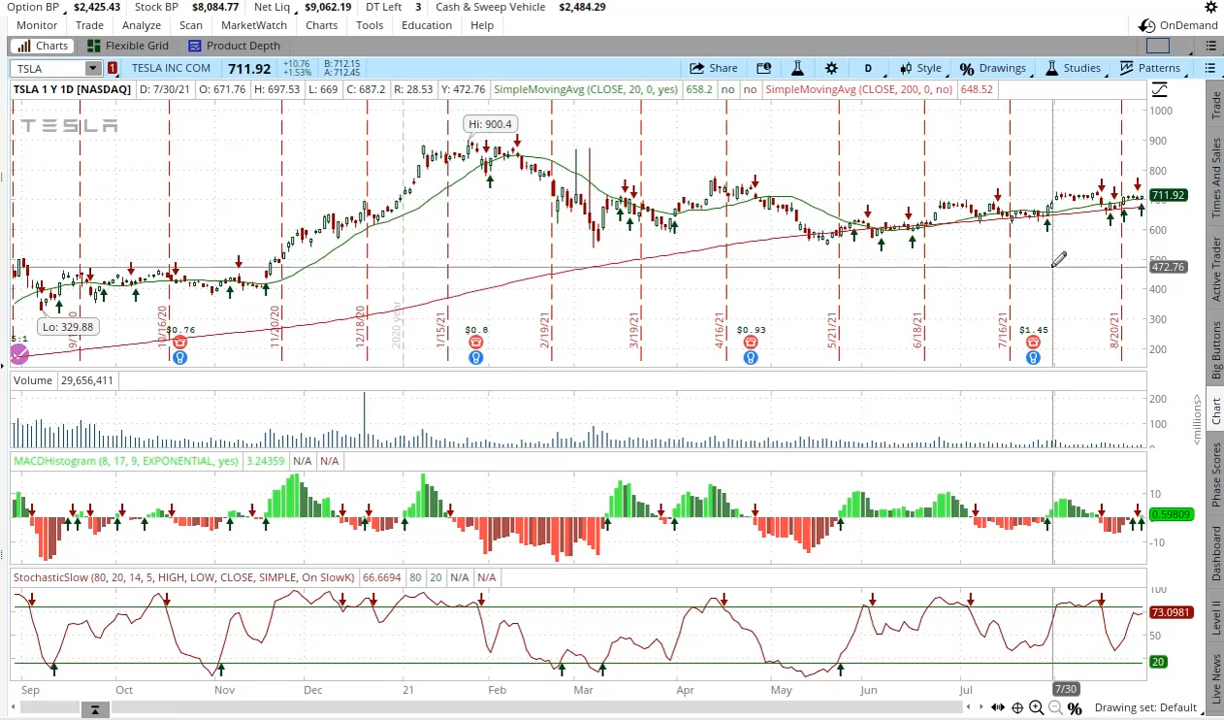 Option BP $2,425.43 Stock BP $8,084.77 Net Liq $9,062.19 DT Left 3 Cash & Sweep Vehicle $2,484.29
Monitor Trade Analyze Scan MarketWatch Charts Tools Education Help OnDemand
Charts Flexible Grid Product Depth
TSLA 1 TESLA INC COM 711.92 +10.76 +1.53% B: 712.15 A: 712.45 Share D Style Drawings Studies Patterns
TSLA 1 Y 1D [NASDAQ] D: 7/30/21 O: 671.76 H: 697.53 L: 669 C: 687.2 R: 28.53 Y: 472.76 SimpleMovingAvg (CLOSE, 20, 0, yes) 658.2 no no SimpleMovingAvg (CLOSE, 200, 0, no) 648.52
TESLA
Hi: 900.4
Lo: 329.88
1000
900
800
711.92
600
472.76
400
300
200
10/16/20 11/20/20 12/18/20 2020 year 1/15/21 2/19/21 3/19/21 4/16/21 5/21/21 6/18/21 7/16/21 8/20/21
$0.76 $0.8 $0.93 $1.45
Volume 29,656,411
200
100
0
<millions>
MACDHistogram (8, 17, 9, EXPONENTIAL, yes) 3.24359 N/A N/A
10
0.59809
-10
StochasticSlow (80, 20, 14, 5, HIGH, LOW, CLOSE, SIMPLE, On SlowK) 66.6694 80 20 N/A N/A
100
73.0981
50
20
Sep Oct Nov Dec 21 Feb Mar Apr May Jun Jul 7/30
Drawing set: Default
Trade
Times And Sales
Active Trader
Big Buttons
Chart
Phase Scores
Dashboard
Level II
Live News